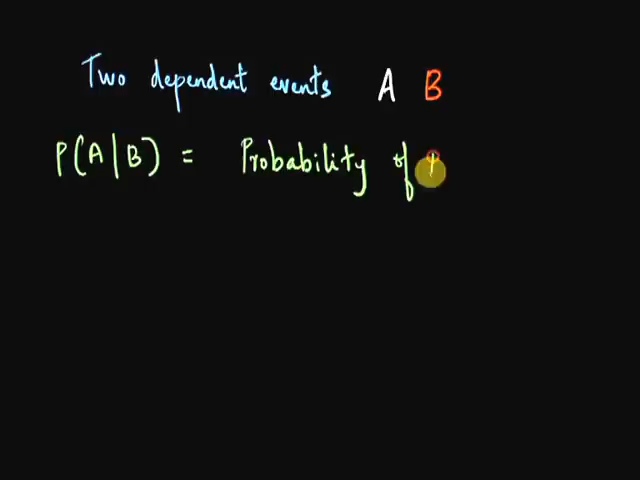 Two dependent events A B
P(A|B) = Probability of